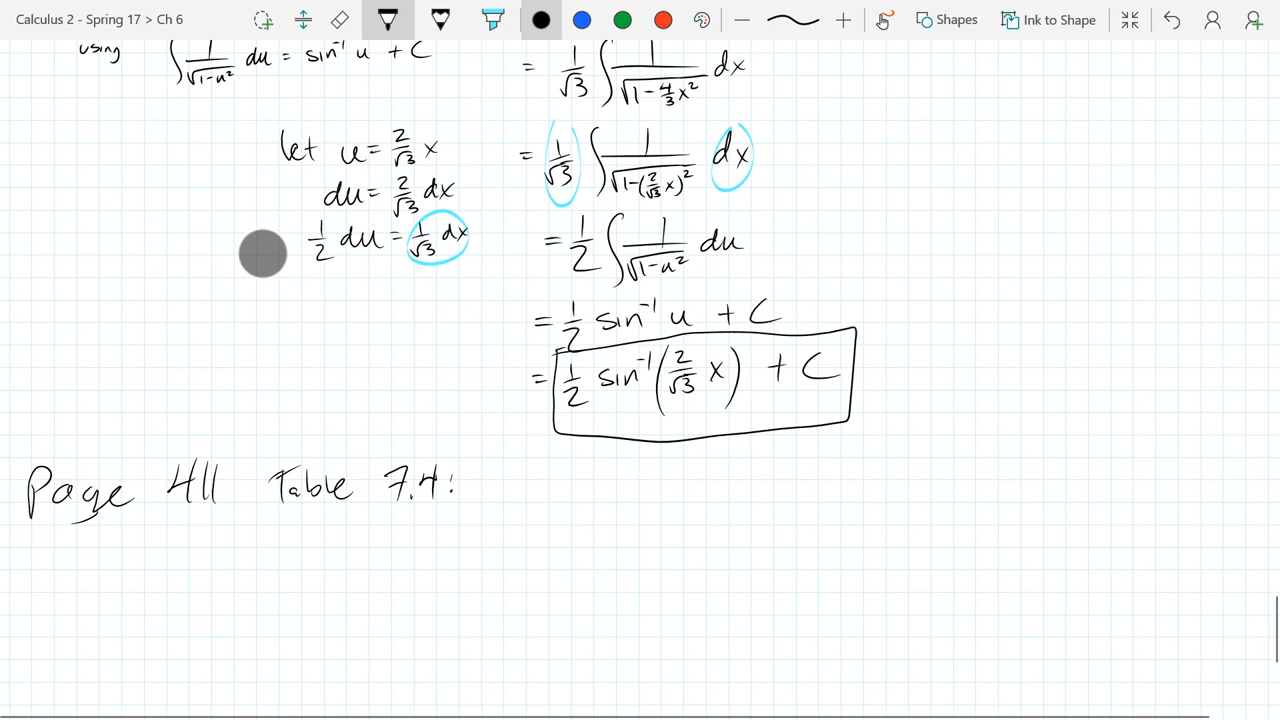 Calculus 2 - Spring 17 > Ch 6
Shapes
Ink to Shape
using ∫ 1/√(1-u²) du = sin⁻¹ u + C
= 1/√3 ∫ 1/√(1 - 4/3 x²) dx
let u = 2/√3 x
du = 2/√3 dx
1/2 du = 1/√3 dx
= 1/√3 ∫ 1/√(1-(2/√3 x)²) dx
= 1/2 ∫ 1/√(1-u²) du
= 1/2 sin⁻¹ u + C
= 1/2 sin⁻¹(2/√3 x) + C
Page 411 Table 7.4: